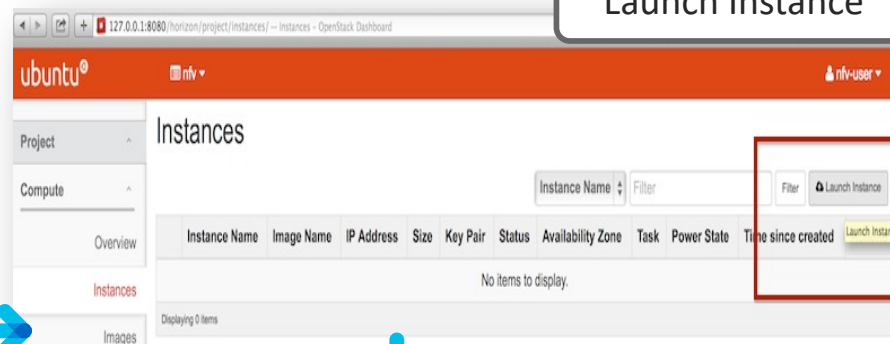 Launch Instance
127.0.0.1:8080/horizon/project/instances/ — Instances - OpenStack Dashboard
ubuntu® nfv nfv-user
Project
Instances
Compute
Instance Name Filter Filter Launch Instance
Overview
Instance Name Image Name IP Address Size Key Pair Status Availability Zone Task Power State Time since created
Launch Instan
No items to display.
Instances
Displaying 0 items
Images